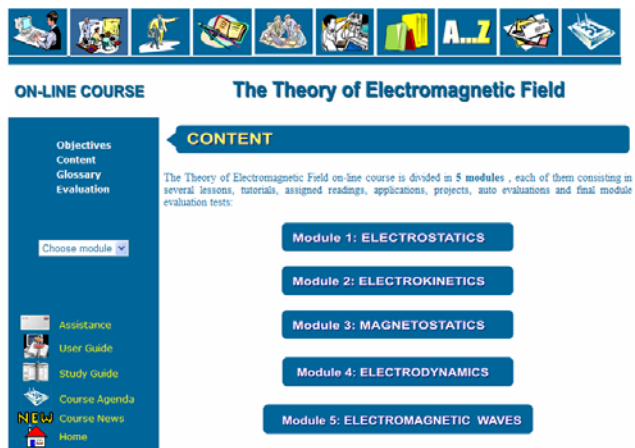 A...Z
ON-LINE COURSE
The Theory of Electromagnetic Field
Objectives
Content
Glossary
Evaluation
Choose module
Assistance
User Guide
Study Guide
Course Agenda
NEW Course News
Home
CONTENT
The Theory of Electromagnetic Field on-line course is divided in 5 modules , each of them consisting in
several lessons, tutorials, assigned readings, applications, projects, auto evaluations and final module
evaluation tests:
Module 1: ELECTROSTATICS
Module 2: ELECTROKINETICS
Module 3: MAGNETOSTATICS
Module 4: ELECTRODYNAMICS
Module 5: ELECTROMAGNETIC WAVES